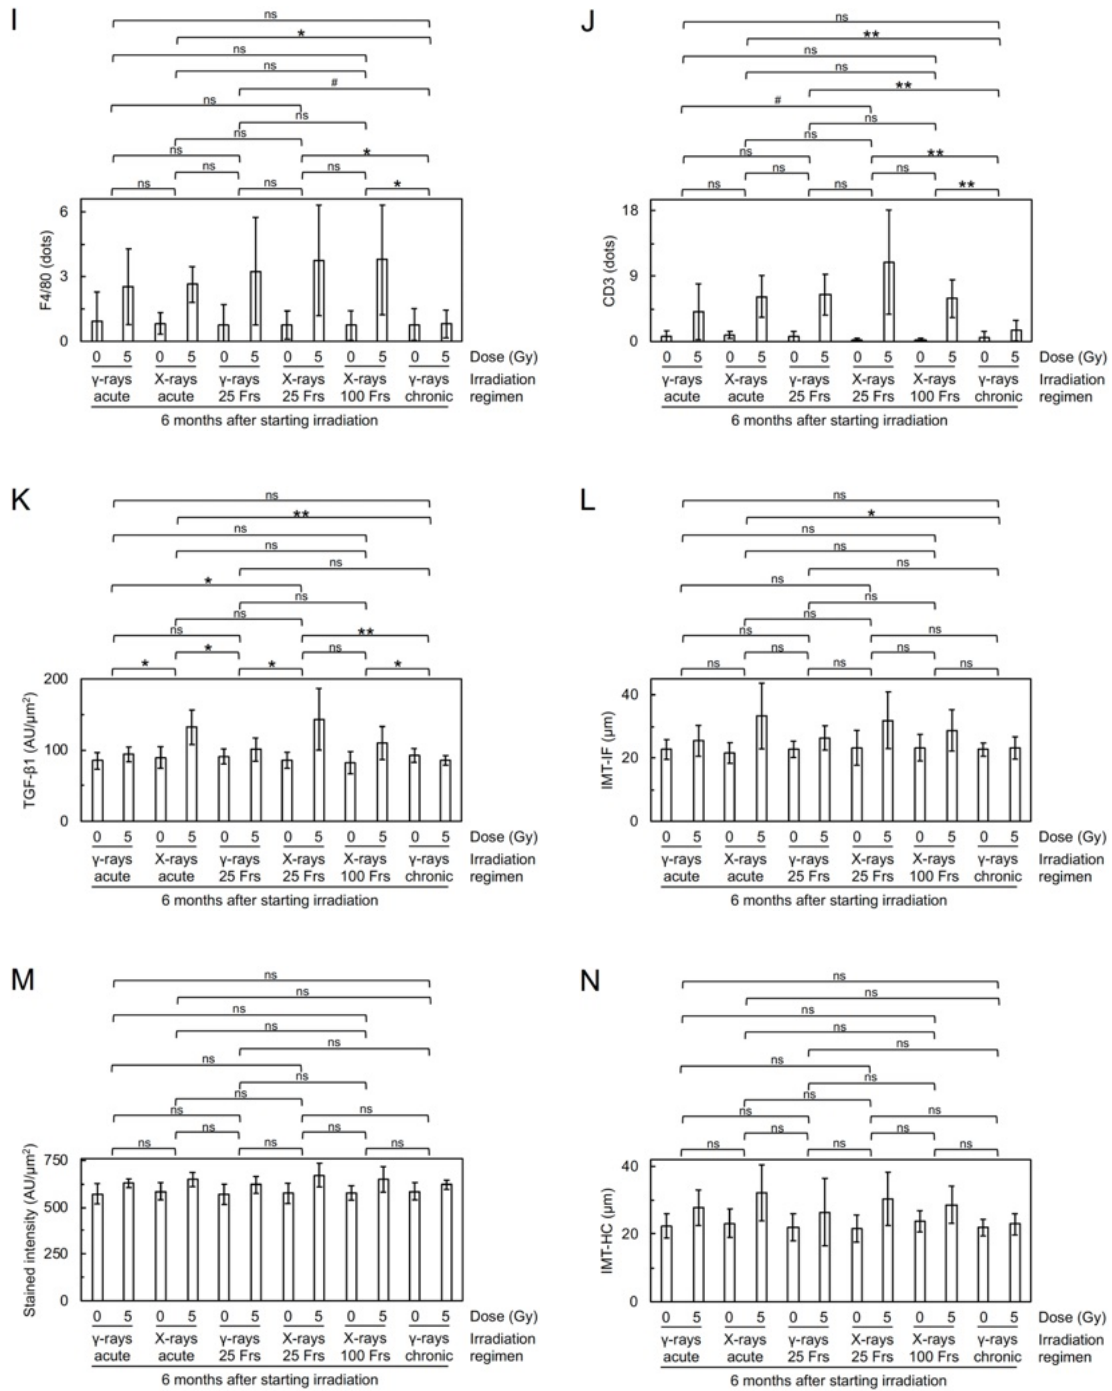 I
ns
*
ns
ns
#
ns
ns
ns
ns *
ns ns
ns ns *
F4/80 (dots)
6
3
0
0 5 0 5 0 5 0 5 0 5 0 5 Dose (Gy)
γ-rays X-rays γ-rays X-rays X-rays γ-rays Irradiation
acute acute 25 Frs 25 Frs 100 Frs chronic regimen
6 months after starting irradiation
J
ns
**
ns
ns
**
#
ns
ns
ns **
ns ns
ns ns **
CD3 (dots)
18
9
0
0 5 0 5 0 5 0 5 0 5 0 5 Dose (Gy)
γ-rays X-rays γ-rays X-rays X-rays γ-rays Irradiation
acute acute 25 Frs 25 Frs 100 Frs chronic regimen
6 months after starting irradiation
K
ns
**
ns
ns
ns
*
ns
ns
ns **
* ns
* * *
TGF-β1 (AU/μm²)
200
100
0
0 5 0 5 0 5 0 5 0 5 0 5 Dose (Gy)
γ-rays X-rays γ-rays X-rays X-rays γ-rays Irradiation
acute acute 25 Frs 25 Frs 100 Frs chronic regimen
6 months after starting irradiation
L
ns
*
ns
ns
ns
ns
ns
ns
ns ns
ns ns
ns ns ns
IMT-IF (μm)
40
20
0
0 5 0 5 0 5 0 5 0 5 0 5 Dose (Gy)
γ-rays X-rays γ-rays X-rays X-rays γ-rays Irradiation
acute acute 25 Frs 25 Frs 100 Frs chronic regimen
6 months after starting irradiation
M
ns
ns
ns
ns
ns
ns
ns
ns
ns ns
ns ns
ns ns ns
Stained intensity (AU/μm²)
750
500
250
0
0 5 0 5 0 5 0 5 0 5 0 5 Dose (Gy)
γ-rays X-rays γ-rays X-rays X-rays γ-rays Irradiation
acute acute 25 Frs 25 Frs 100 Frs chronic regimen
6 months after starting irradiation
N
ns
ns
ns
ns
ns
ns
ns
ns
ns ns
ns ns
ns ns ns
IMT-HC (μm)
40
20
0
0 5 0 5 0 5 0 5 0 5 0 5 Dose (Gy)
γ-rays X-rays γ-rays X-rays X-rays γ-rays Irradiation
acute acute 25 Frs 25 Frs 100 Frs chronic regimen
6 months after starting irradiation